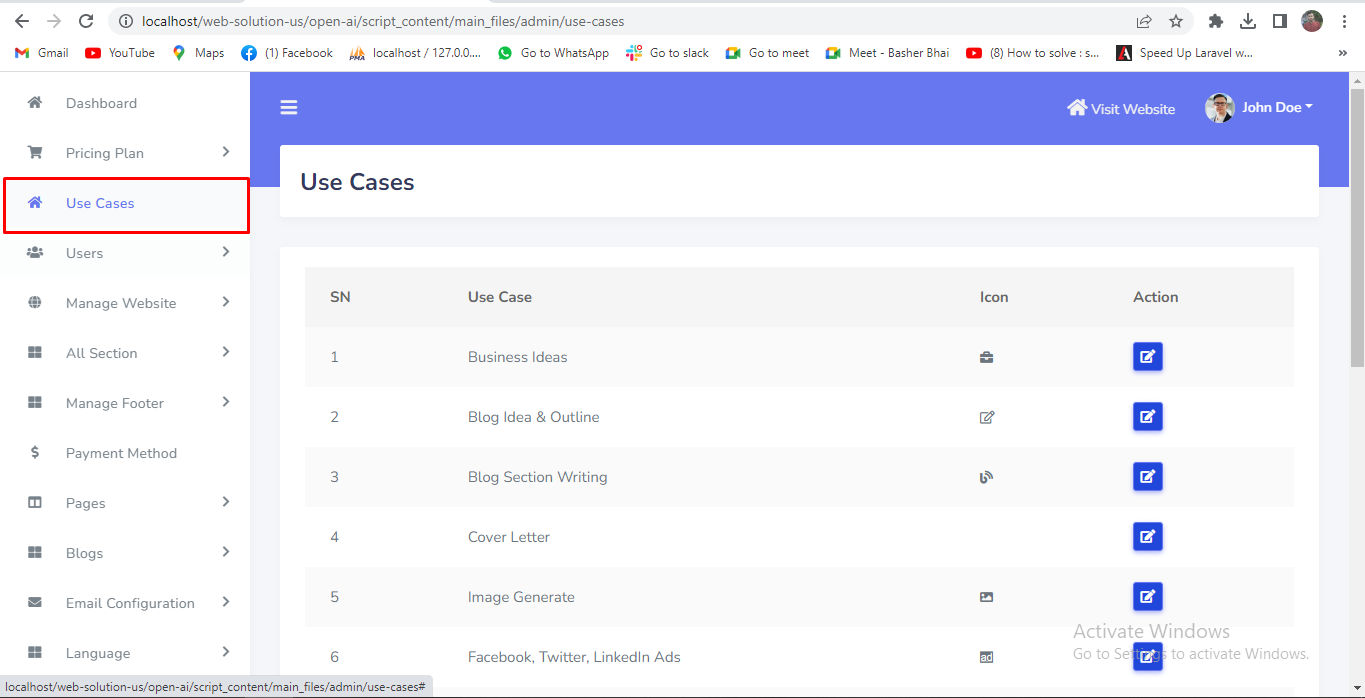 localhost/web-solution-us/open-ai/script_content/main_files/admin/use-cases
Gmail YouTube Maps (1) Facebook localhost / 127.0.0.... Go to WhatsApp Go to slack Go to meet Meet - Basher Bhai (8) How to solve : s... Speed Up Laravel w... »
Dashboard
Visit Website John Doe
Pricing Plan
Use Cases
Use Cases
Users
Manage Website
All Section
Manage Footer
Payment Method
Pages
Blogs
Email Configuration
Language
SN Use Case Icon Action
1 Business Ideas
2 Blog Idea & Outline
3 Blog Section Writing
4 Cover Letter
5 Image Generate
6 Facebook, Twitter, LinkedIn Ads ad
Activate Windows
Go to Settings to activate Windows.
localhost/web-solution-us/open-ai/script_content/main_files/admin/use-cases#